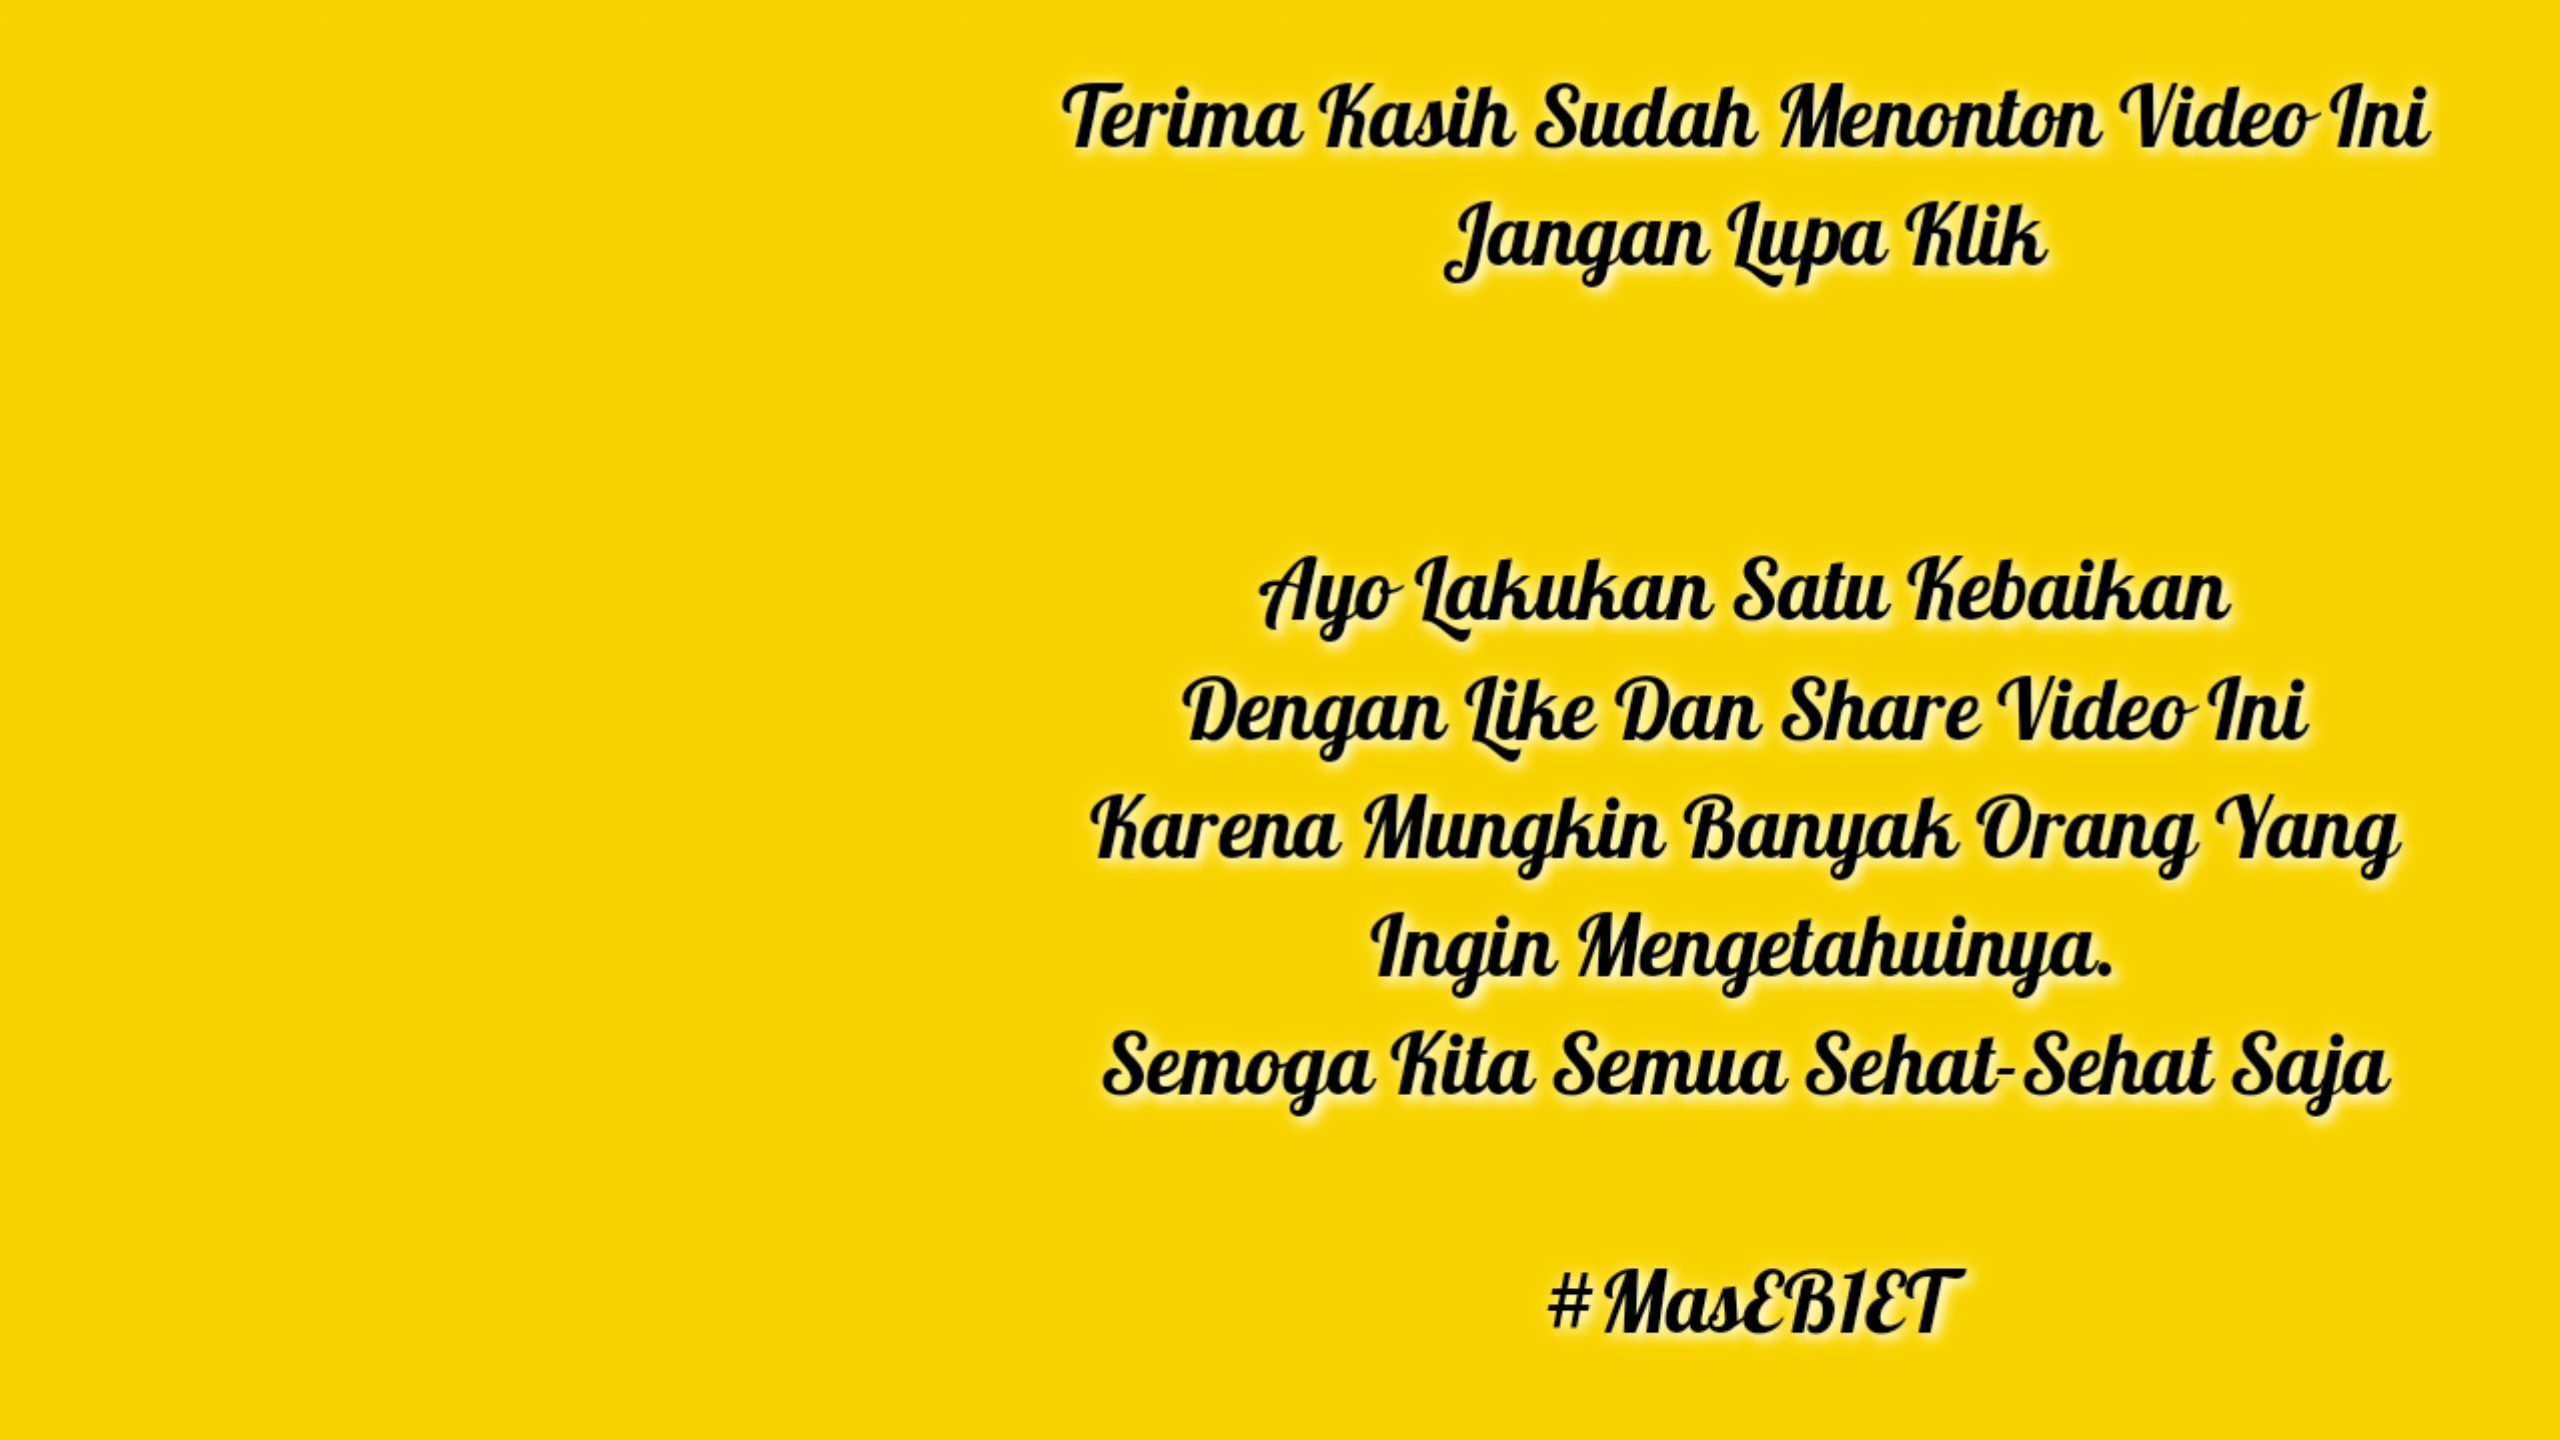 Terima Kasih Sudah Menonton Video Ini
Jangan Lupa Klik
Ayo Lakukan Satu Kebaikan
Dengan Like Dan Share Video Ini
Karena Mungkin Banyak Orang Yang
Ingin Mengetahuinya.
Semoga Kita Semua Sehat-Sehat Saja
#MasEB1ET